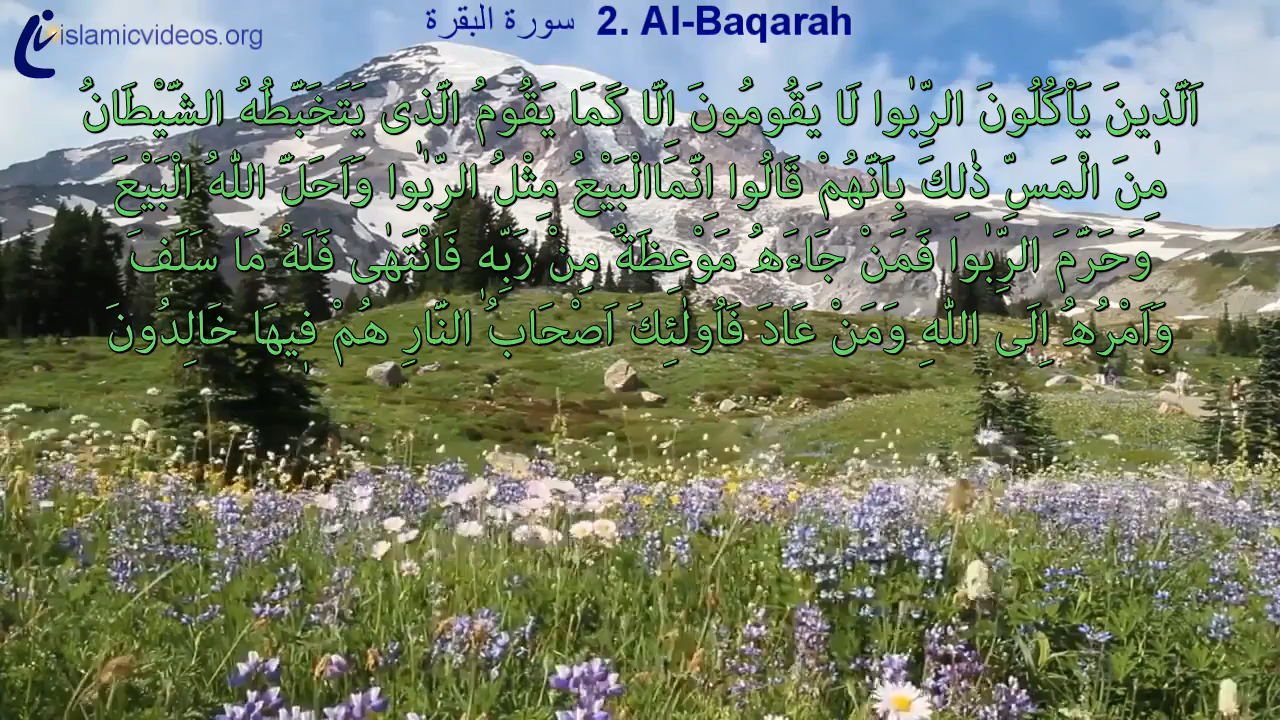 islamicvideos.org
سورة البقرة 2. Al-Baqarah
اَلَّذٖينَ يَأْكُلُونَ الرِّبٰوا لَا يَقُومُونَ اِلَّا كَمَا يَقُومُ الَّذٖى يَتَخَبَّطُهُ الشَّيْطَانُ
مِنَ الْمَسِّ ذٰلِكَ بِاَنَّهُمْ قَالُوا اِنَّمَاالْبَيْعُ مِثْلُ الرِّبٰوا وَاَحَلَّ اللّٰهُ الْبَيْعَ
وَحَرَّمَ الرِّبٰوا فَمَنْ جَاءَهُ مَوْعِظَةٌ مِنْ رَبِّهٖ فَانْتَهٰى فَلَهُ مَا سَلَفَ
وَاَمْرُهُ اِلَى اللّٰهِ وَمَنْ عَادَ فَاُولٰئِكَ اَصْحَابُ النَّارِ هُمْ فٖيهَا خَالِدُونَ